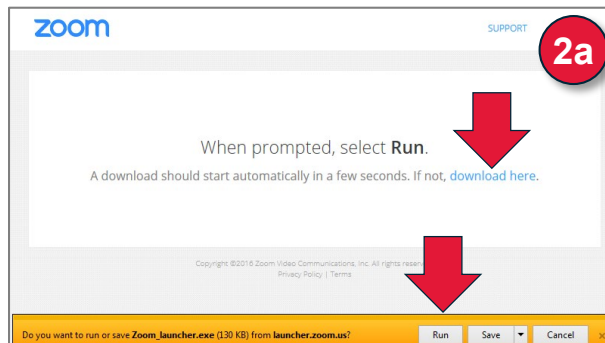 zoom
SUPPORT
2a
When prompted, select Run.
A download should start automatically in a few seconds. If not, download here.
Copyright ©2016 Zoom Video Communications, Inc. All rights
Privacy Policy | Terms
Do you want to run or save Zoom_launcher.exe (130 KB) from launcher.zoom.us?
Run
Save
Cancel
×